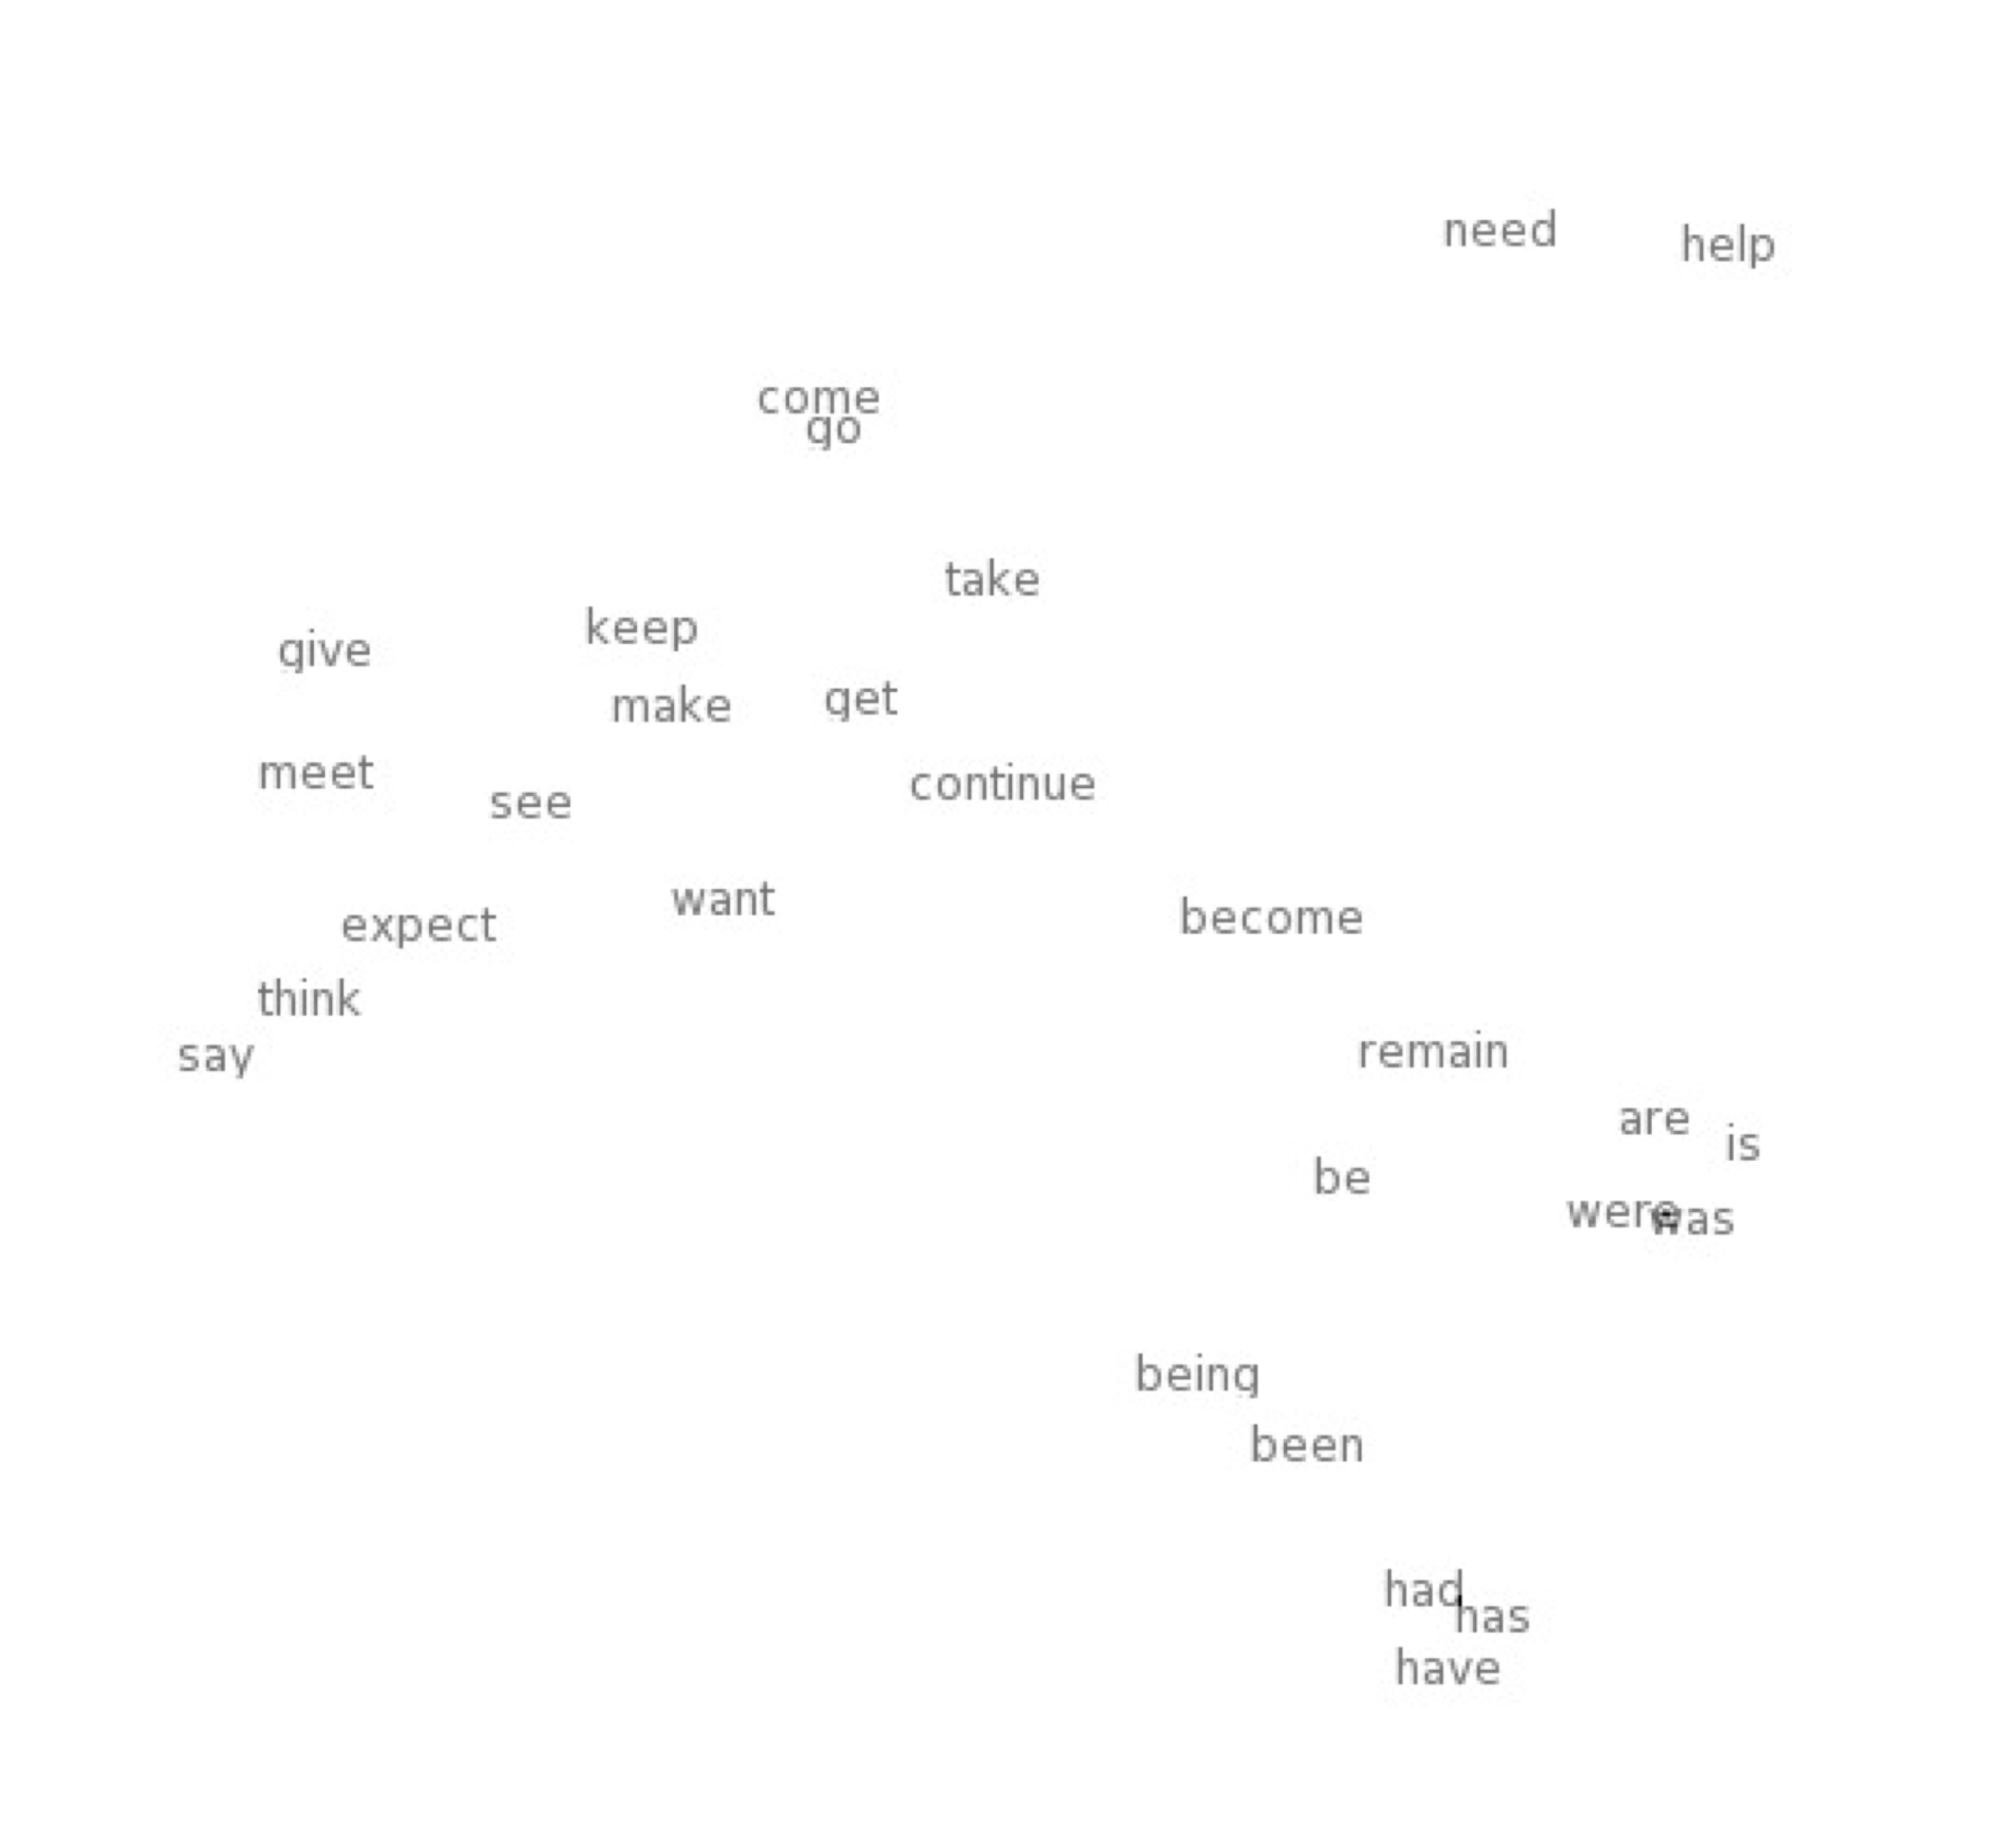 need
help
come
go
take
keep
give
get
make
meet
continue
see
want
become
expect
think
remain
say
are
is
be
were
was
being
been
had
has
have